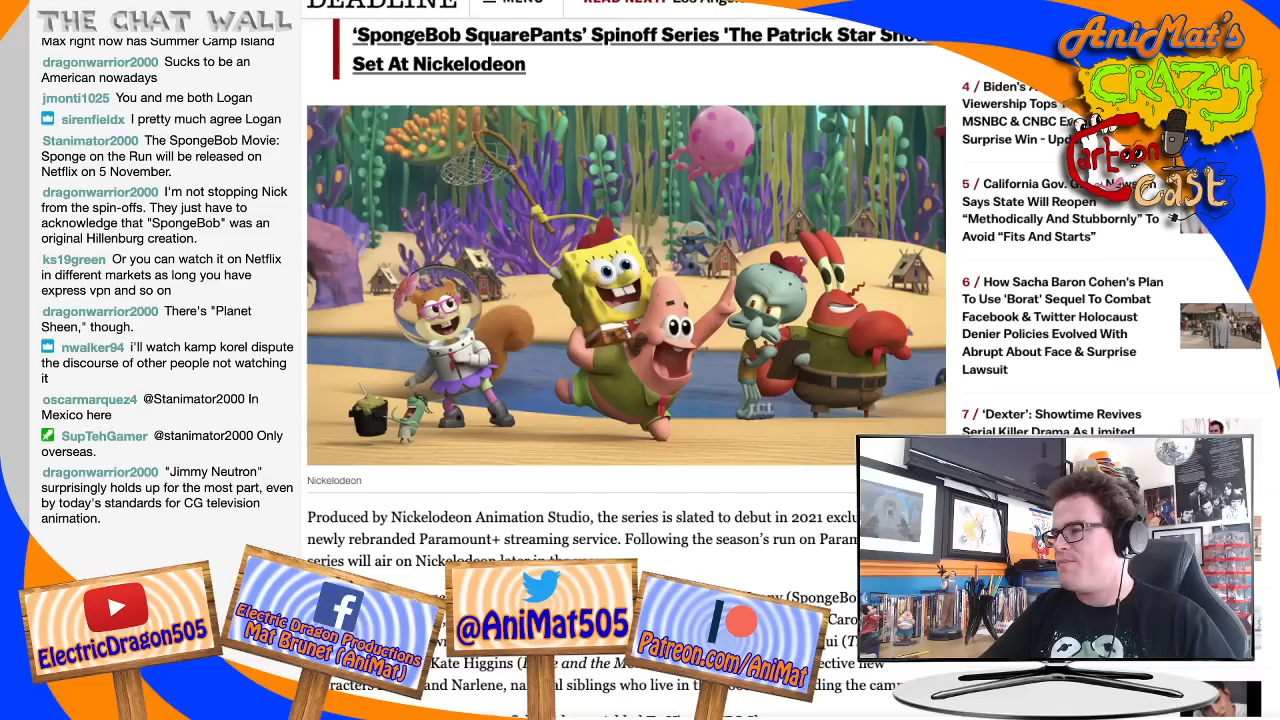 THE CHAT WALL
Max right now has Summer Camp Island
dragonwarrior2000 Sucks to be an
American nowadays
jmonti1025 You and me both Logan
sirenfieldx I pretty much agree Logan
Stanimator2000 The SpongeBob Movie:
Sponge on the Run will be released on
Netflix on 5 November.
dragonwarrior2000 I'm not stopping Nick
from the spin-offs. They just have to
acknowledge that "SpongeBob" was an
original Hillenburg creation.
ks19green Or you can watch it on Netflix
in different markets as long you have
express vpn and so on
dragonwarrior2000 There's "Planet
Sheen," though.
nwalker94 i'll watch kamp korel dispute
the discourse of other people not watching
it
oscarmarquez4 @Stanimator2000 In
Mexico here
SupTehGamer @stanimator2000 Only
overseas.
dragonwarrior2000 "Jimmy Neutron"
surprisingly holds up for the most part, even
by today's standards for CG television
animation.
DEADLINE
MENU
READ NEXT:
‘SpongeBob SquarePants’ Spinoff Series 'The Patrick Star
Set At Nickelodeon
Nickelodeon
Produced by Nickelodeon Animation Studio, the series is slated to debut in 2021
newly rebranded Paramount+ streaming service. Following the season’s run on
series will air on Nickelodeon later in the
Kate Higgins
and Narlene,
siblings who live in
the
4 / Biden's
Viewership Tops
MSNBC & CNBC
Surprise Win -
5 / California Gov.
Says State Will Reopen
“Methodically And Stubbornly” To
Avoid “Fits And Starts”
6 / How Sacha Baron Cohen's Plan
To Use 'Borat' Sequel To Combat
Facebook & Twitter Holocaust
Denier Policies Evolved With
Abrupt About Face & Surprise
Lawsuit
7 / ‘Dexter’: Showtime Revives
Serial Killer Drama As Limited
AniMat's
CRAZY
Cartoon
Cast
ElectricDragon505
Electric Dragon Productions
Mat Brunet (AniMat)
@AniMat505
Patreon.com/AniMat